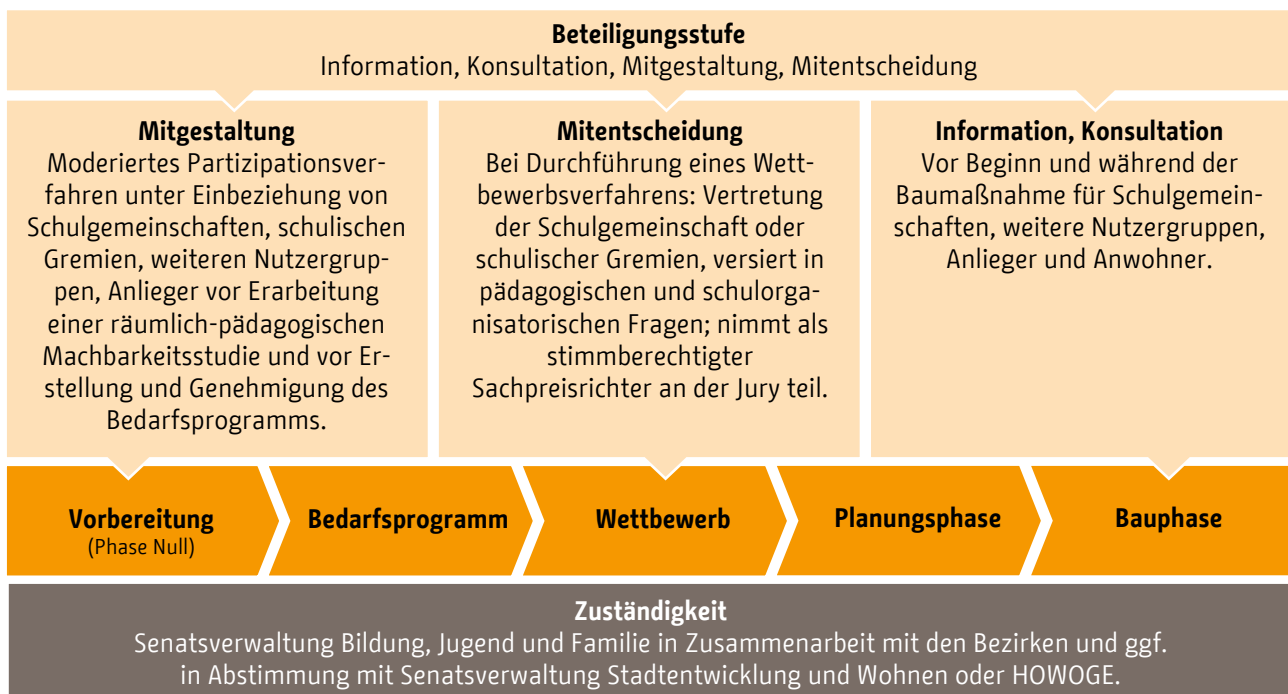 Beteiligungsstufe
Information, Konsultation, Mitgestaltung, Mitentscheidung
Mitgestaltung
Moderiertes Partizipationsver-
fahren unter Einbeziehung von
Schulgemeinschaften, schulischen
Gremien, weiteren Nutzergrup-
pen, Anlieger vor Erarbeitung
einer räumlich-pädagogischen
Machbarkeitsstudie und vor Er-
stellung und Genehmigung des
Bedarfsprogramms.
Mitentscheidung
Bei Durchführung eines Wett-
bewerbsverfahrens: Vertretung
der Schulgemeinschaft oder
schulischer Gremien, versiert in
pädagogischen und schulorga-
nisatorischen Fragen; nimmt als
stimmberechtigter
Sachpreisrichter an der Jury teil.
Information, Konsultation
Vor Beginn und während der
Baumaßnahme für Schulgemein-
schaften, weitere Nutzergruppen,
Anlieger und Anwohner.
Vorbereitung
(Phase Null)
Bedarfsprogramm
Wettbewerb
Planungsphase
Bauphase
Zuständigkeit
Senatsverwaltung Bildung, Jugend und Familie in Zusammenarbeit mit den Bezirken und ggf.
in Abstimmung mit Senatsverwaltung Stadtentwicklung und Wohnen oder HOWOGE.